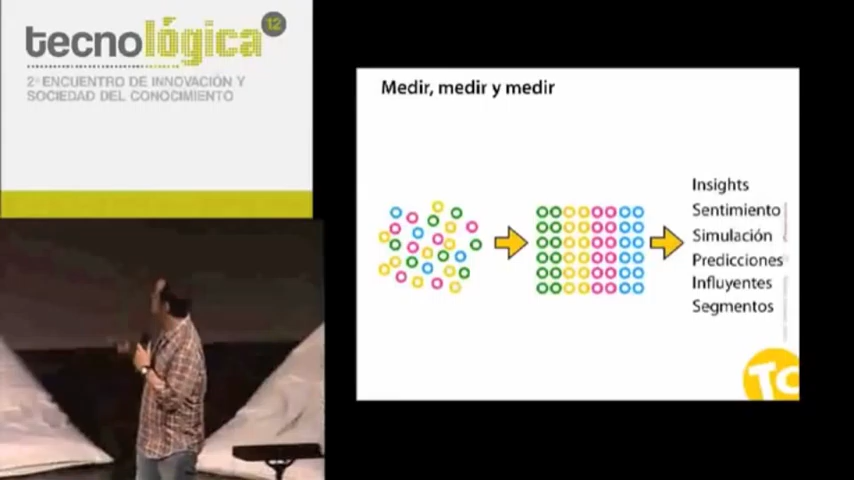 tecnológica 12
2º ENCUENTRO DE INNOVACIÓN Y
SOCIEDAD DEL CONOCIMIENTO
Medir, medir y medir
Insights
Sentimiento
Simulación
Predicciones
Influyentes
Segmentos
TC